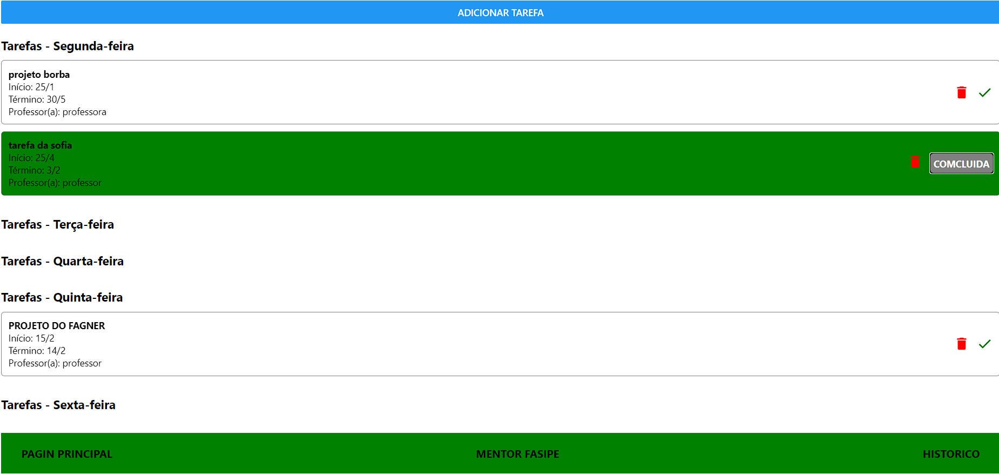 ADICIONAR TAREFA
Tarefas - Segunda-feira
projeto borba
Início: 25/1
Término: 30/5
Professor(a): professora
tarefa da sofia
Início: 25/4
Término: 3/2
Professor(a): professor
COMCLUIDA
Tarefas - Terça-feira
Tarefas - Quarta-feira
Tarefas - Quinta-feira
PROJETO DO FAGNER
Início: 15/2
Término: 14/2
Professor(a): professor
Tarefas - Sexta-feira
PAGIN PRINCIPAL
MENTOR FASIPE
HISTORICO